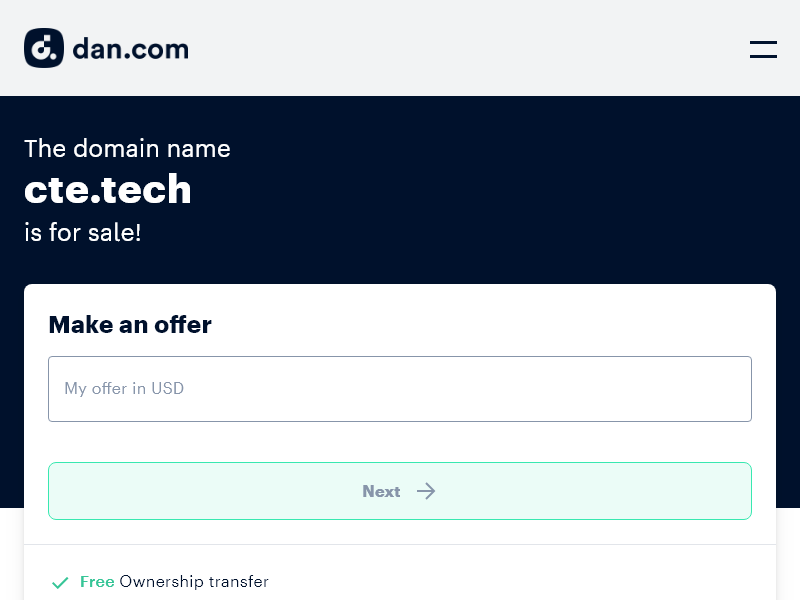 dan.com
The domain name
cte.tech
is for sale!
Make an offer
My offer in USD
Next
Free Ownership transfer